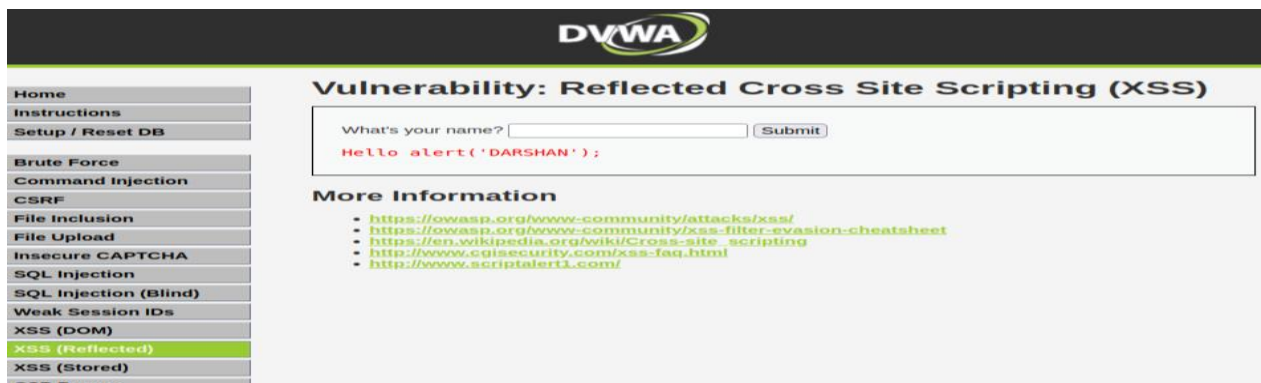 DVWA
Home
Instructions
Setup / Reset DB
Brute Force
Command Injection
CSRF
File Inclusion
File Upload
Insecure CAPTCHA
SQL Injection
SQL Injection (Blind)
Weak Session IDs
XSS (DOM)
XSS (Reflected)
XSS (Stored)
Vulnerability: Reflected Cross Site Scripting (XSS)
What's your name? Submit
Hello alert('DARSHAN');
More Information
https://owasp.org/www-community/attacks/xss/
https://owasp.org/www-community/xss-filter-evasion-cheatsheet
https://en.wikipedia.org/wiki/Cross-site_scripting
http://www.cgisecurity.com/xss-faq.html
http://www.scriptalert1.com/